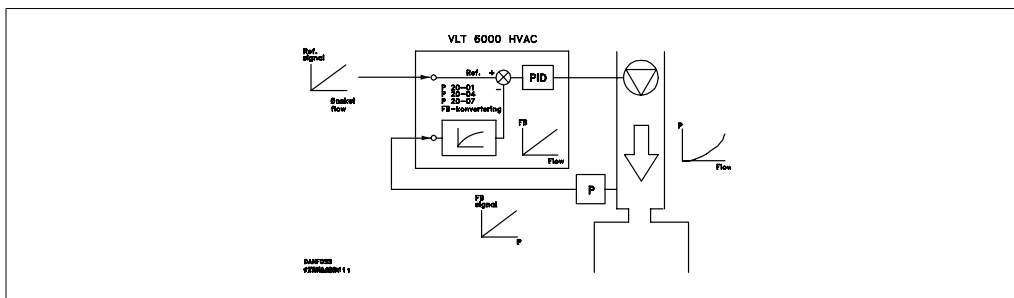 VLT 6000 HVAC
Ref.
signal
Ønsket
flow
Ref.
+
-
PID
P 20-01
P 20-04
P 20-07
FB-konvertering
FB
Flow
P
Flow
P
FB
signal
P
DANFOSS